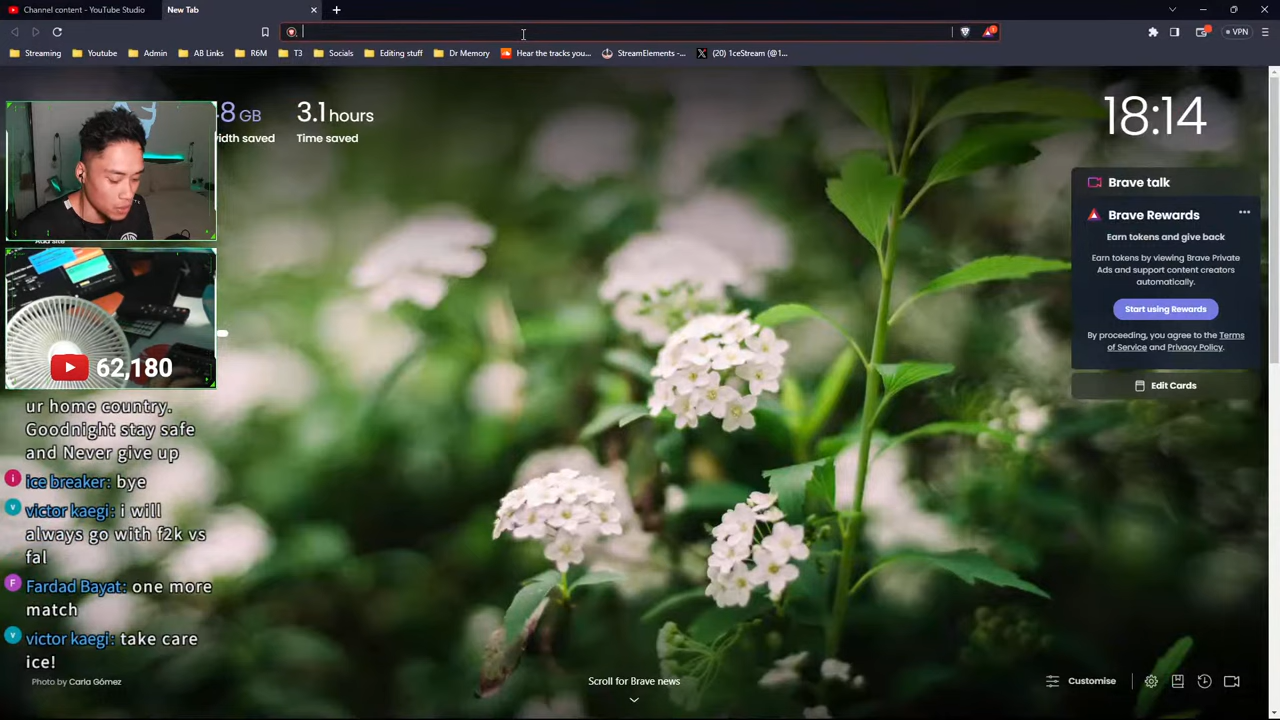 Channel content - YouTube Studio
New Tab
VPN
Streaming
Youtube
Admin
AB Links
R6M
T3
Socials
Editing stuff
Dr Memory
Hear the tracks you...
StreamElements -...
(20) 1ceStream (@1...
8 GB
3.1 hours
width saved
Time saved
18:14
Brave talk
Brave Rewards
Earn tokens and give back
Earn tokens by viewing Brave Private
Ads and support content creators
automatically.
Start using Rewards
By proceeding, you agree to the Terms
of Service and Privacy Policy.
Edit Cards
62,180
ur home country.
Goodnight stay safe
and Never give up
ice breaker: bye
victor kaegi: i will
always go with f2k vs
fal
Fardad Bayat: one more
match
victor kaegi: take care
ice!
Photo by Carla Gómez
Scroll for Brave news
Customise